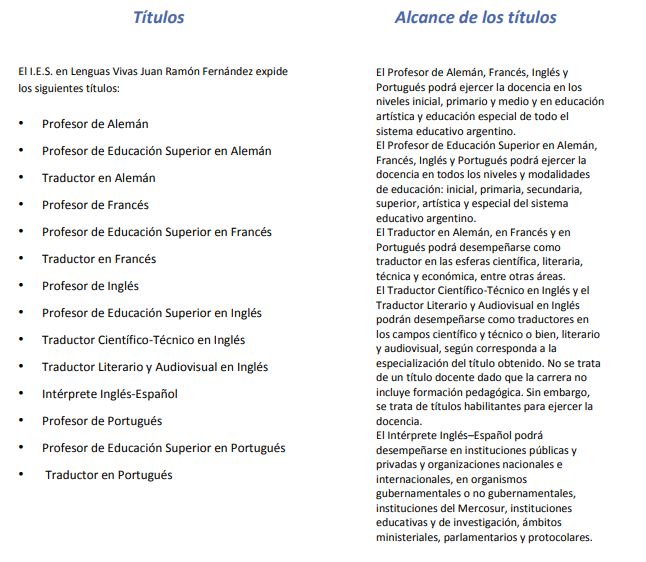 Títulos
El I.E.S. en Lenguas Vivas Juan Ramón Fernández expide
los siguientes títulos:
• Profesor de Alemán
• Profesor de Educación Superior en Alemán
• Traductor en Alemán
• Profesor de Francés
• Profesor de Educación Superior en Francés
• Traductor en Francés
• Profesor de Inglés
• Profesor de Educación Superior en Inglés
• Traductor Científico-Técnico en Inglés
• Traductor Literario y Audiovisual en Inglés
• Intérprete Inglés-Español
• Profesor de Portugués
• Profesor de Educación Superior en Portugués
• Traductor en Portugués
Alcance de los títulos
El Profesor de Alemán, Francés, Inglés y
Portugués podrá ejercer la docencia en los
niveles inicial, primario y medio y en educación
artística y educación especial de todo el
sistema educativo argentino.
El Profesor de Educación Superior en Alemán,
Francés, Inglés y Portugués podrá ejercer la
docencia en todos los niveles y modalidades
de educación: inicial, primaria, secundaria,
superior, artística y especial del sistema
educativo argentino.
El Traductor en Alemán, en Francés y en
Portugués podrá desempeñarse como
traductor en las esferas científica, literaria,
técnica y económica, entre otras áreas.
El Traductor Científico-Técnico en Inglés y el
Traductor Literario y Audiovisual en Inglés
podrán desempeñarse como traductores en
los campos científico y técnico o bien, literario
y audiovisual, según corresponda a la
especialización del título obtenido. No se trata
de un título docente dado que la carrera no
incluye formación pedagógica. Sin embargo,
se trata de títulos habilitantes para ejercer la
docencia.
El Intérprete Inglés–Español podrá
desempeñarse en instituciones públicas y
privadas y organizaciones nacionales e
internacionales, en organismos
gubernamentales o no gubernamentales,
instituciones del Mercosur, instituciones
educativas y de investigación, ámbitos
ministeriales, parlamentarios y protocolares.